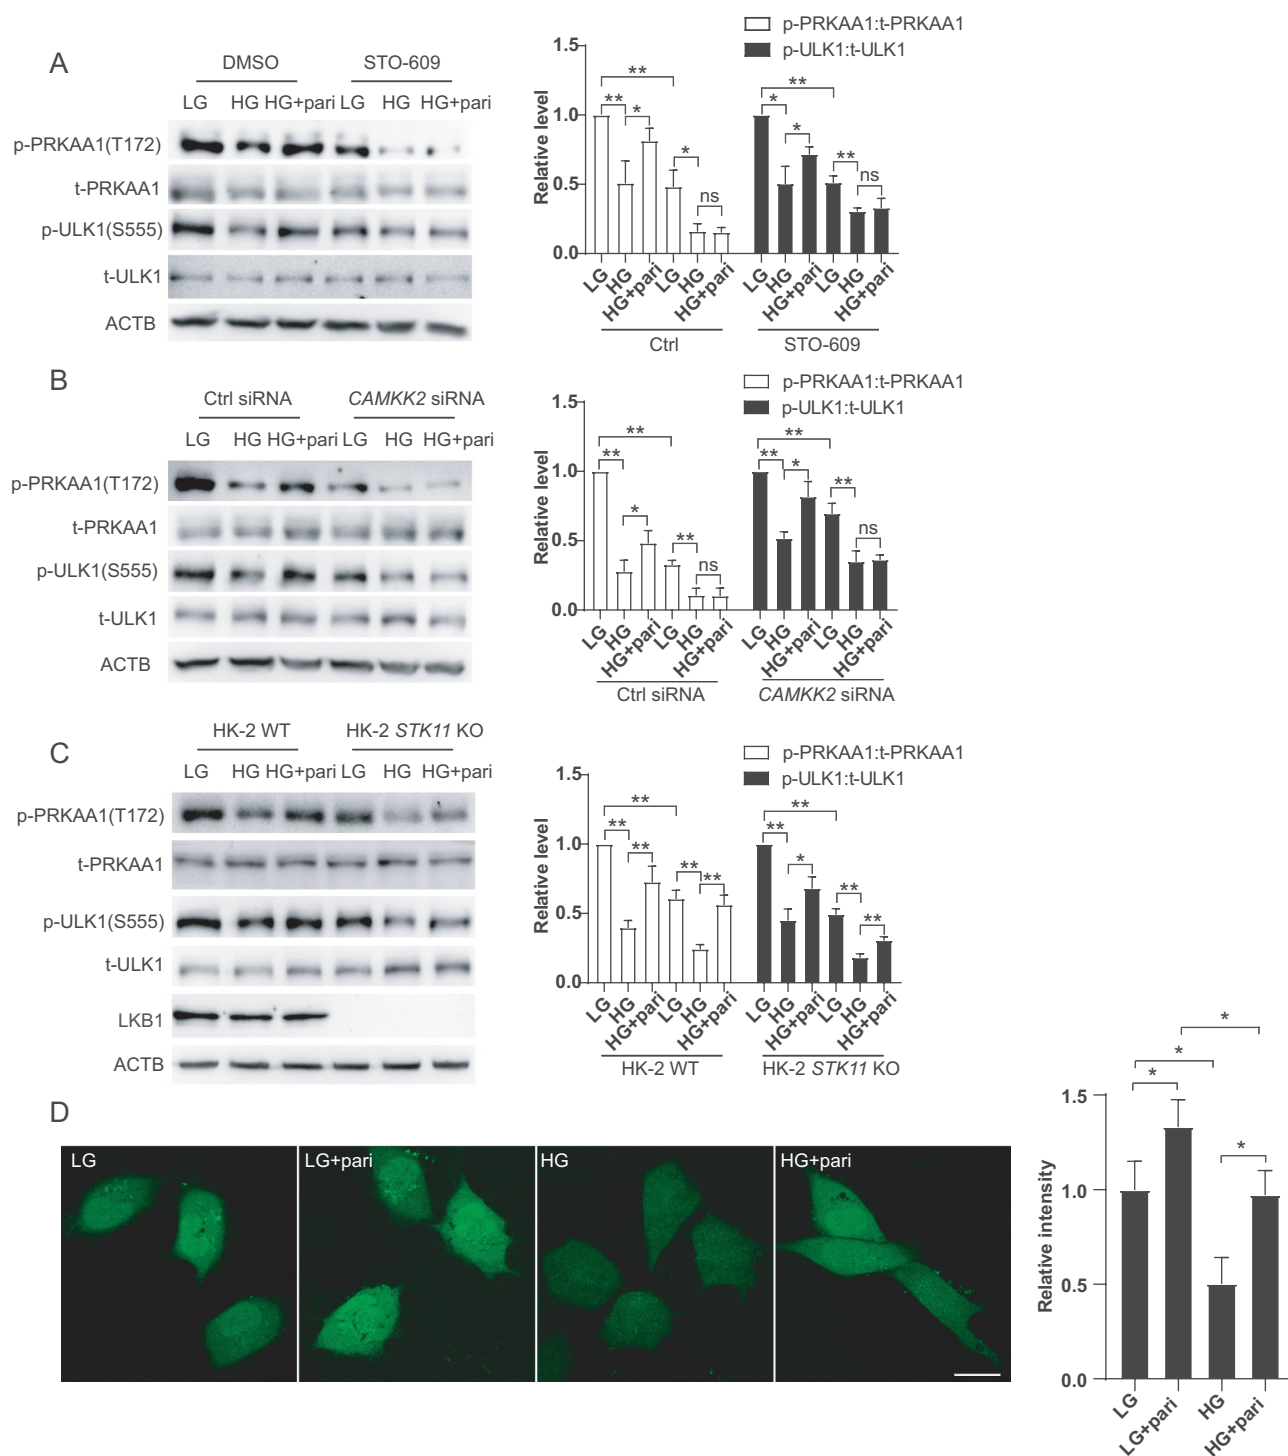 A
DMSO STO-609
LG HG HG+pari LG HG HG+pari
p-PRKAA1(T172)
t-PRKAA1
p-ULK1(S555)
t-ULK1
ACTB
p-PRKAA1:t-PRKAA1
p-ULK1:t-ULK1
Relative level
1.5
1.0
0.5
0.0
** ** * * ns
** * * ** ns
LG HG HG+pari LG HG HG+pari
LG HG HG+pari LG HG HG+pari
Ctrl STO-609
B
Ctrl siRNA CAMKK2 siRNA
LG HG HG+pari LG HG HG+pari
p-PRKAA1(T172)
t-PRKAA1
p-ULK1(S555)
t-ULK1
ACTB
p-PRKAA1:t-PRKAA1
p-ULK1:t-ULK1
Relative level
1.5
1.0
0.5
0.0
** ** * ** ns
** ** * ** ns
LG HG HG+pari LG HG HG+pari
LG HG HG+pari LG HG HG+pari
Ctrl siRNA CAMKK2 siRNA
C
HK-2 WT HK-2 STK11 KO
LG HG HG+pari LG HG HG+pari
p-PRKAA1(T172)
t-PRKAA1
p-ULK1(S555)
t-ULK1
LKB1
ACTB
p-PRKAA1:t-PRKAA1
p-ULK1:t-ULK1
Relative level
1.5
1.0
0.5
0.0
** ** ** ** **
** ** * ** **
LG HG HG+pari LG HG HG+pari
LG HG HG+pari LG HG HG+pari
HK-2 WT HK-2 STK11 KO
D
LG LG+pari HG HG+pari
Relative intensity
1.5
1.0
0.5
0.0
* * * *
LG LG+pari HG HG+pari